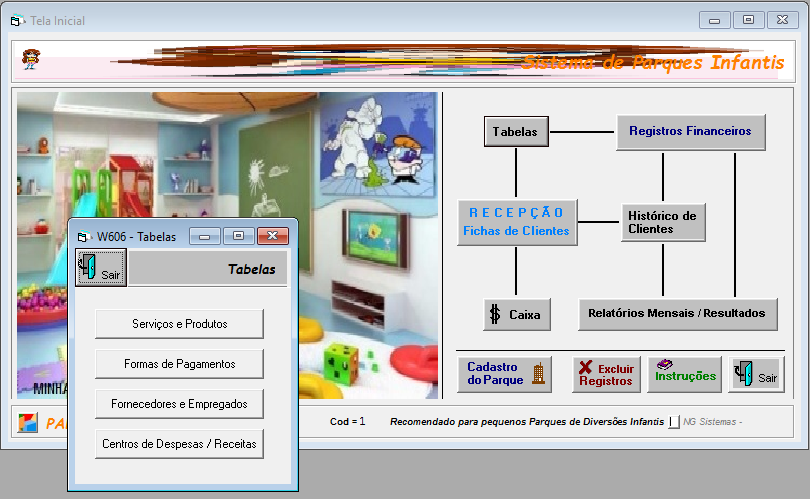 Tela Inicial
Sistema de Parques Infantis
Tabelas
Registros Financeiros
RECEPÇÃO
Fichas de Clientes
Histórico de
Clientes
Caixa
Relatórios Mensais / Resultados
Cadastro
do Parque
Excluir
Registros
Instruções
Sair
W606 - Tabelas
Sair
Tabelas
Serviços e Produtos
Formas de Pagamentos
Fornecedores e Empregados
Centros de Despesas / Receitas
MINHA
Cod = 1
Recomendado para pequenos Parques de Diversões Infantis
NG Sistemas -